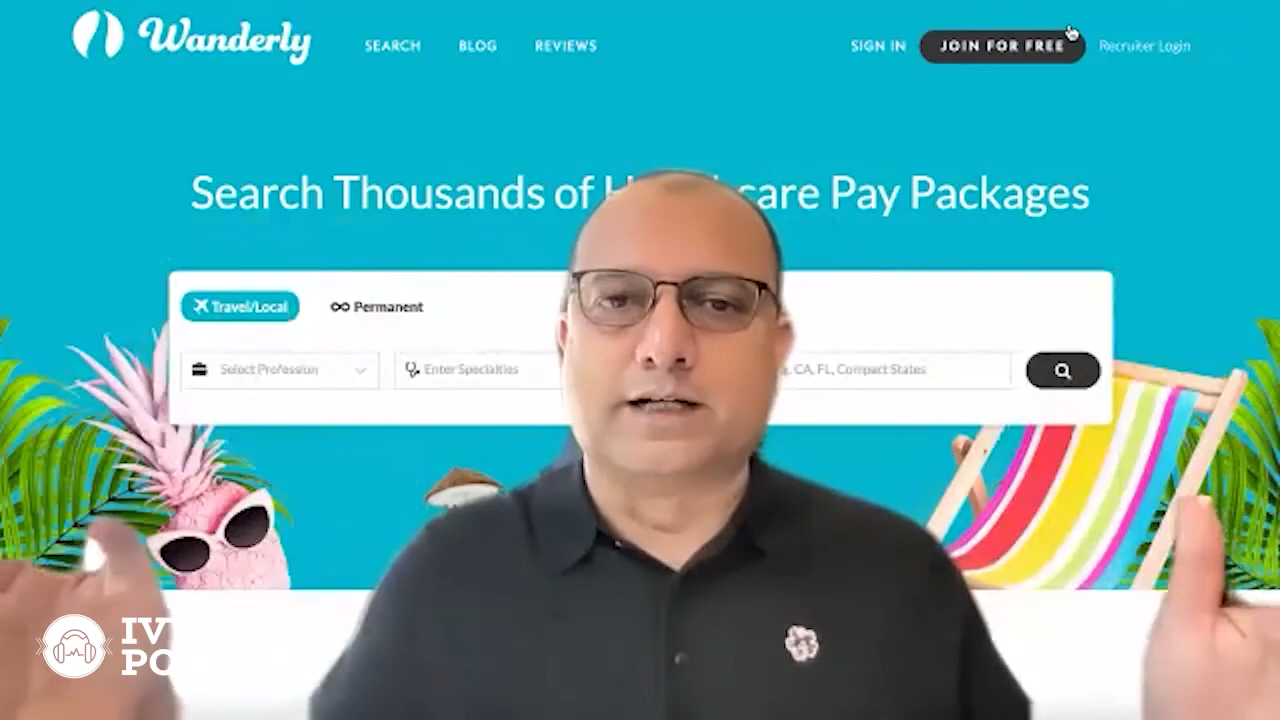 Wanderly
SEARCH BLOG REVIEWS
SIGN IN JOIN FOR FREE Recruiter Login
Search Thousands of care Pay Packages
Travel/Local Permanent
Select Profession Enter Specialties CA, FL, Compact States